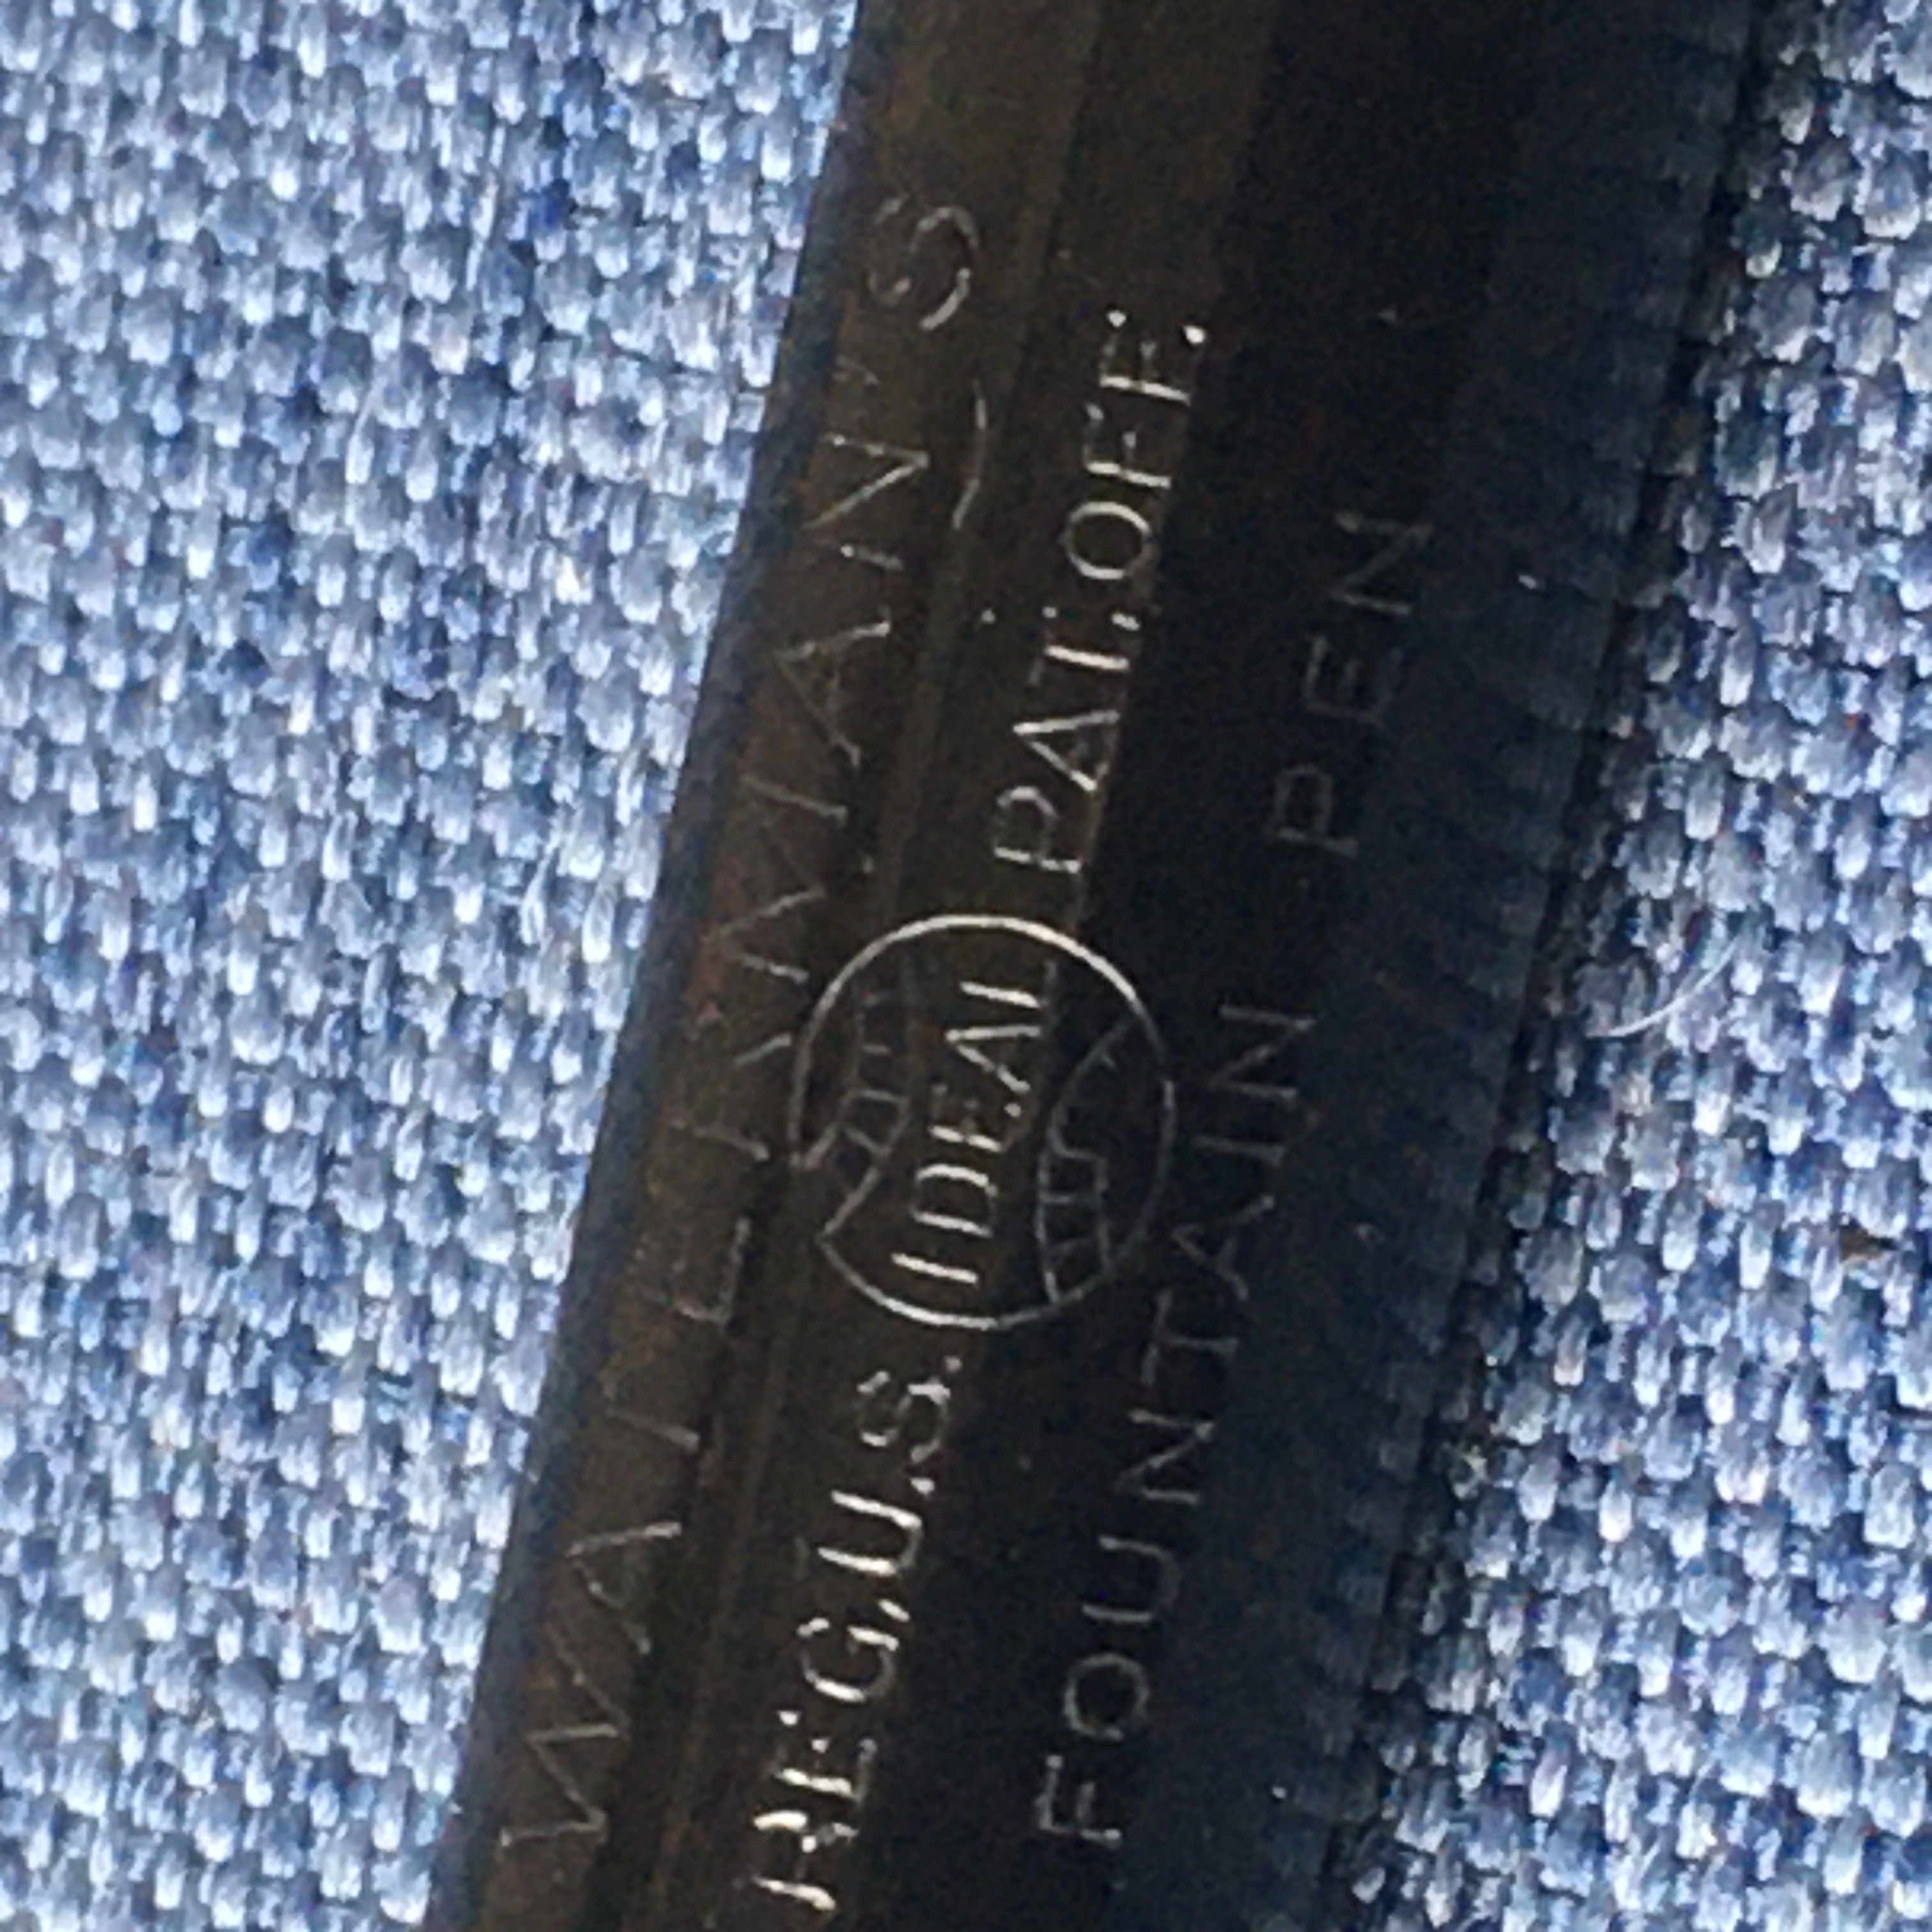 WATERMAN'S
REG. U.S. IDEAL PAT. OFF.
FOUNTAIN PEN